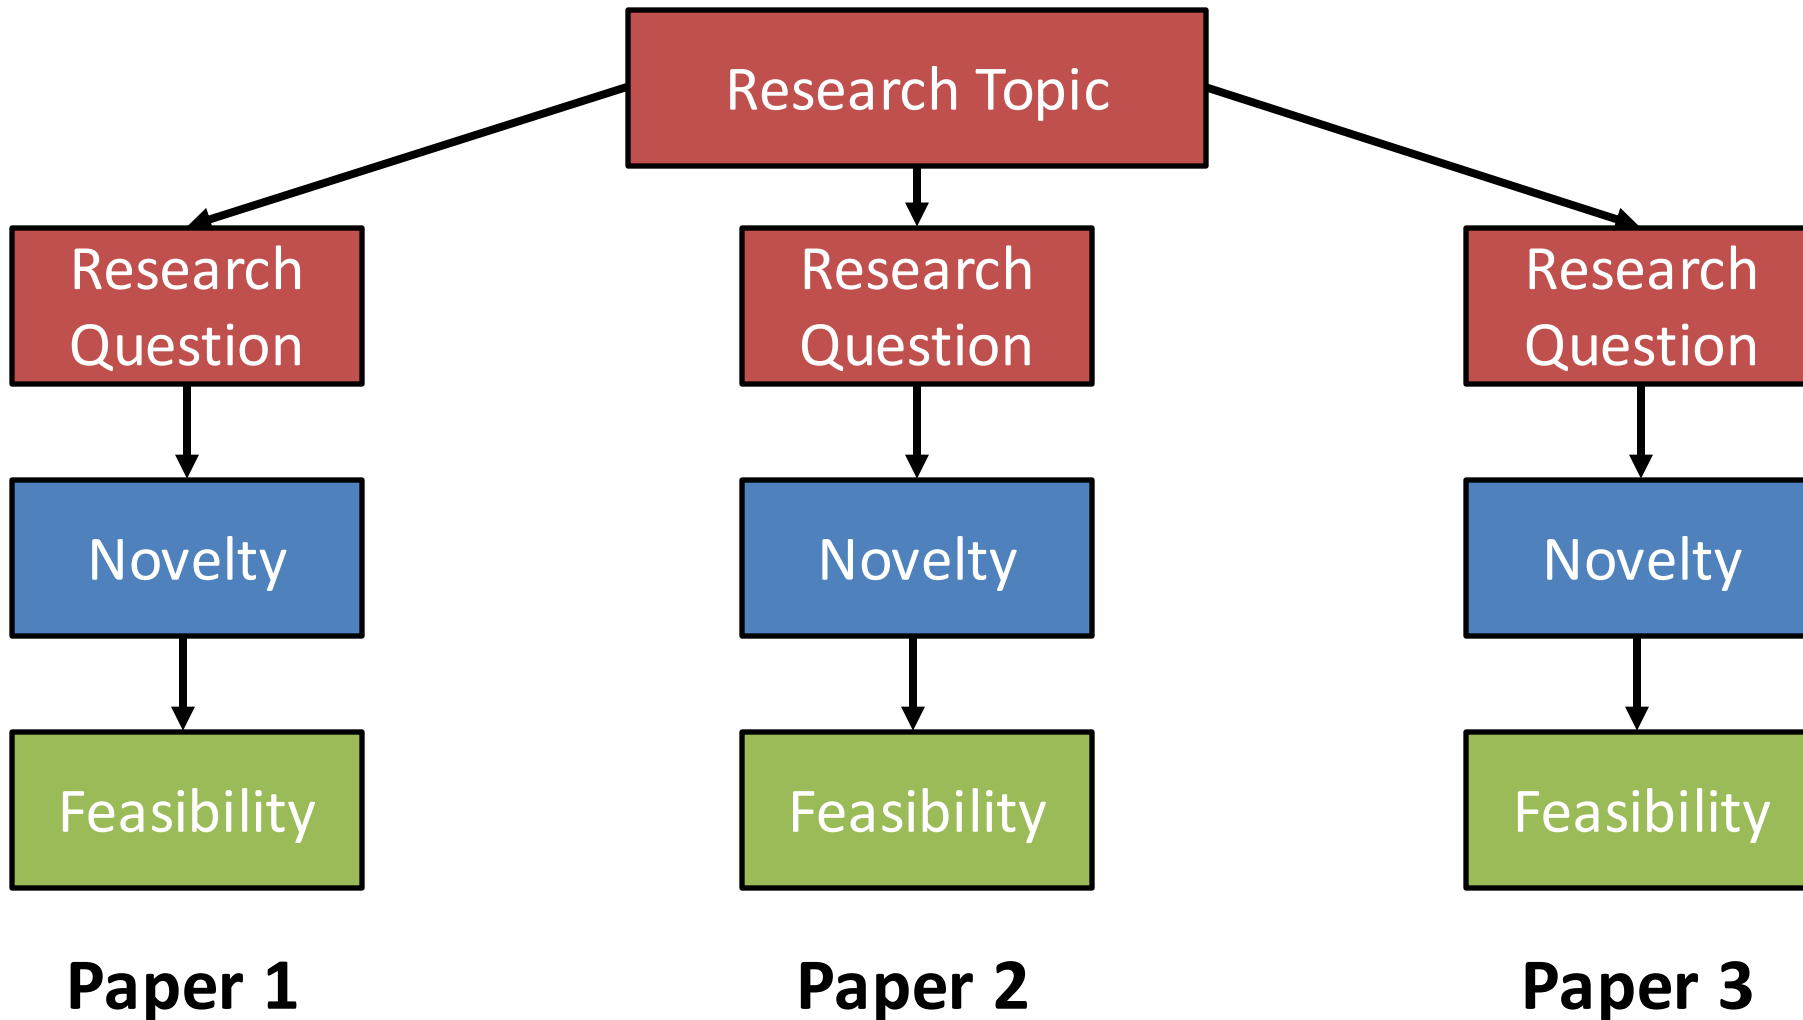 Research Topic
Research
Question
Research
Question
Research
Question
Novelty
Novelty
Novelty
Feasibility
Feasibility
Feasibility
Paper 1
Paper 2
Paper 3